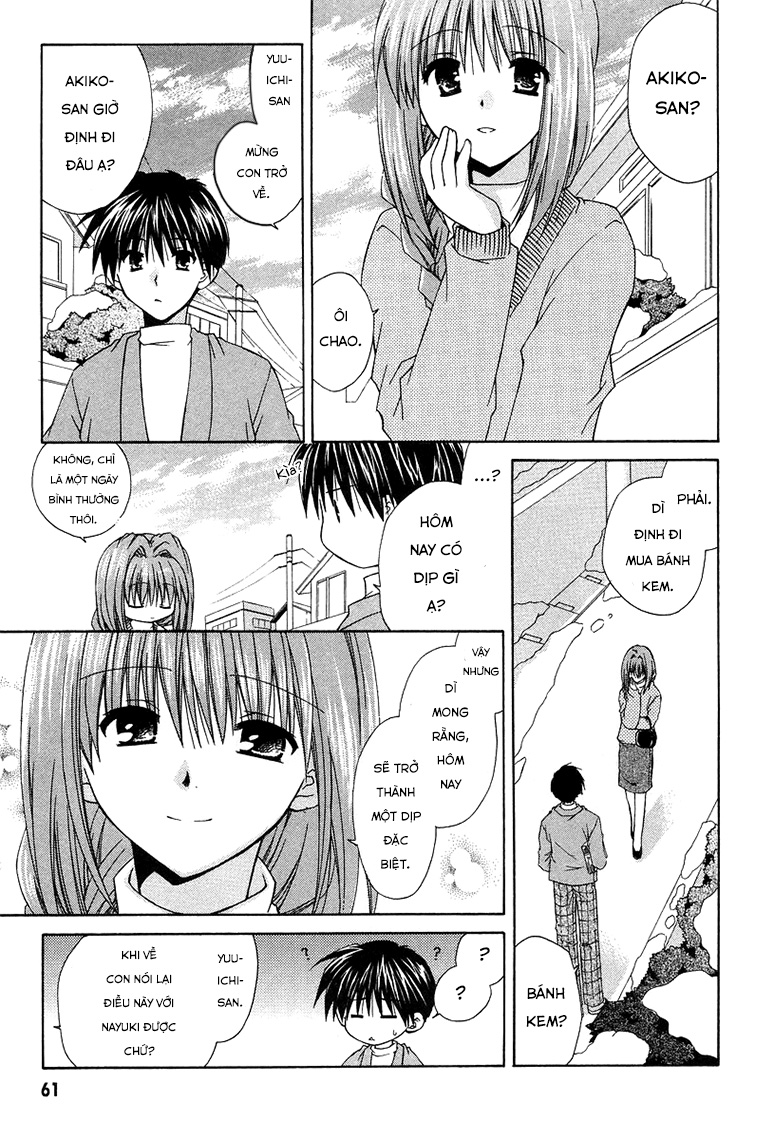 AKIKO-
SAN?
ÔI
CHAO.
YUU-
ICHI-
SAN
MỪNG
CON TRỞ
VỀ.
AKIKO-
SAN GIỜ
ĐỊNH ĐI
ĐÂU Ạ?
PHẢI.
DÌ
ĐỊNH ĐI
MUA BÁNH
KEM.
BÁNH
KEM?
...?
HÔM
NAY CÓ
DỊP GÌ
Ạ?
Kìa?
KHÔNG, CHỈ
LÀ MỘT NGÀY
BÌNH THƯỜNG
THÔI.
VẬY
NHƯNG
DÌ
MONG
RẰNG, HÔM
NAY
SẼ TRỞ
THÀNH
MỘT DỊP
ĐẶC
BIỆT.
?
?
?
?
?
YUU-
ICHI-
SAN.
KHI VỀ
CON NÓI LẠI
ĐIỀU NÀY VỚI
NAYUKI ĐƯỢC
CHỨ?
61